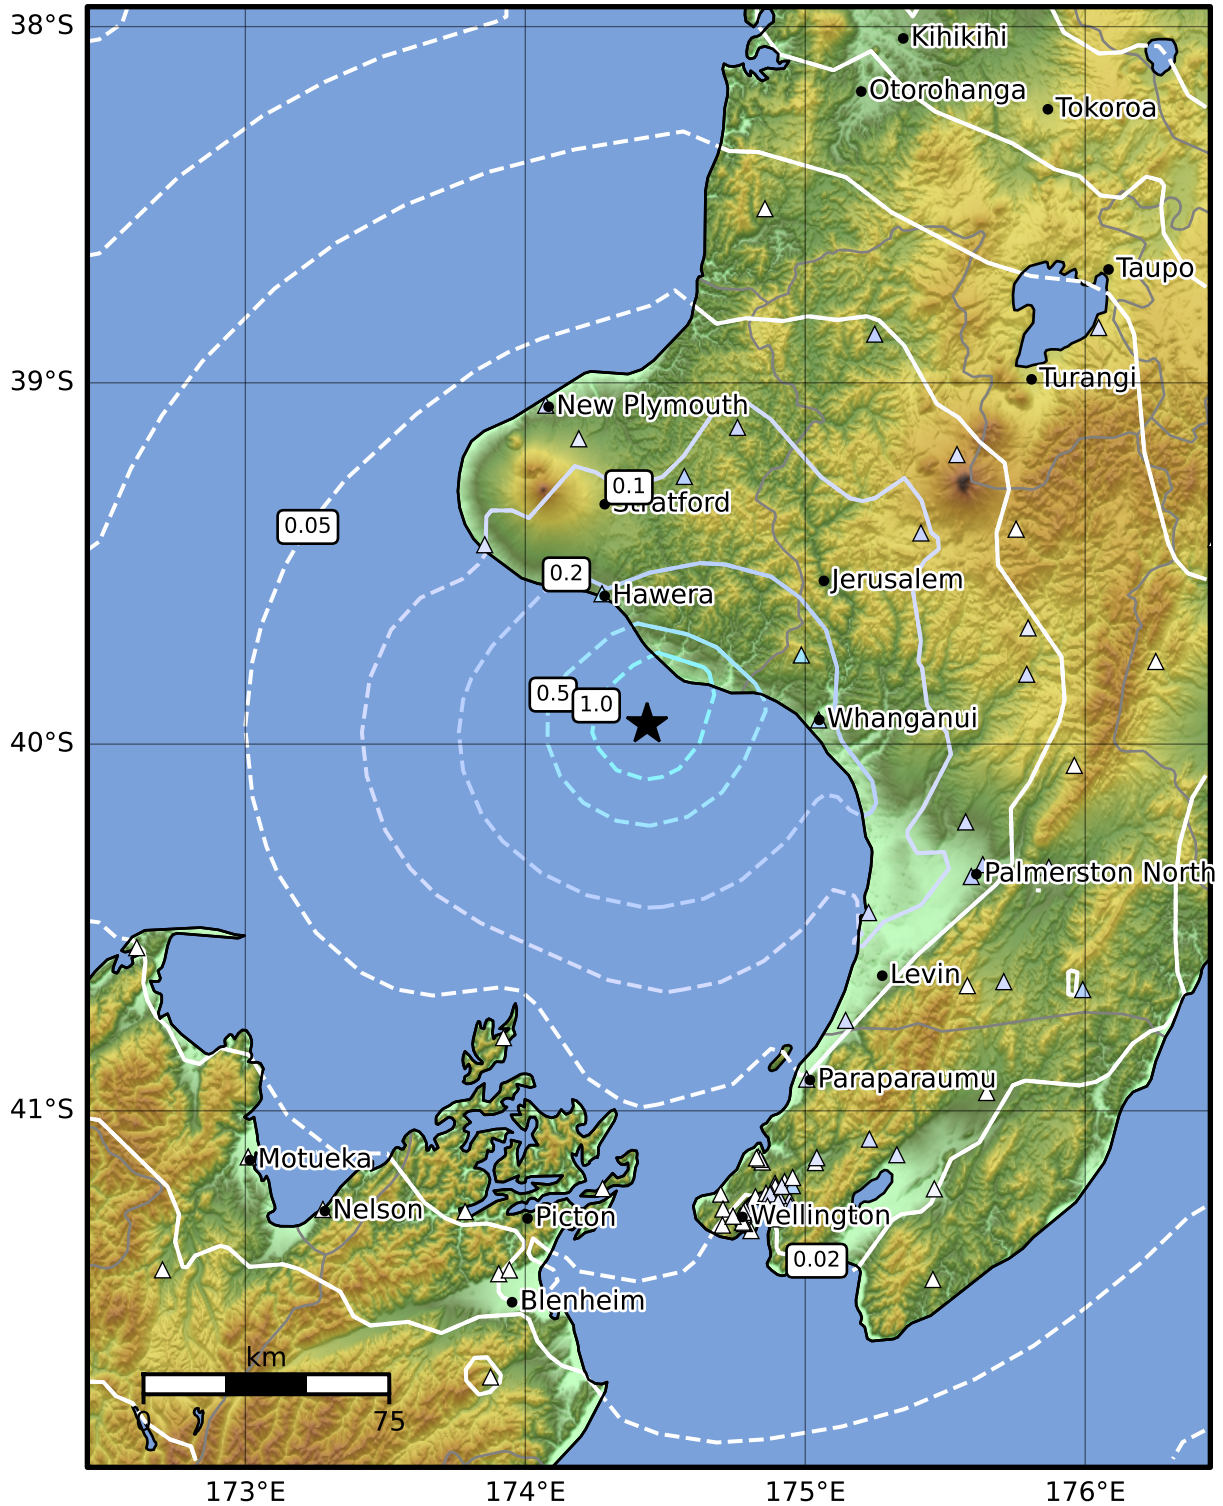 38°S
Kihikihi
Otorohanga
Tokoroa
Taupo
39°S
Turangi
New Plymouth
0.1
Stratford
0.05
0.2
Jerusalem
Hawera
0.5
1.0
Whanganui
40°S
Palmerston North
Levin
Paraparaumu
41°S
Motueka
Nelson
Picton
Wellington
0.02
Blenheim
km
0
75
173°E
174°E
175°E
176°E